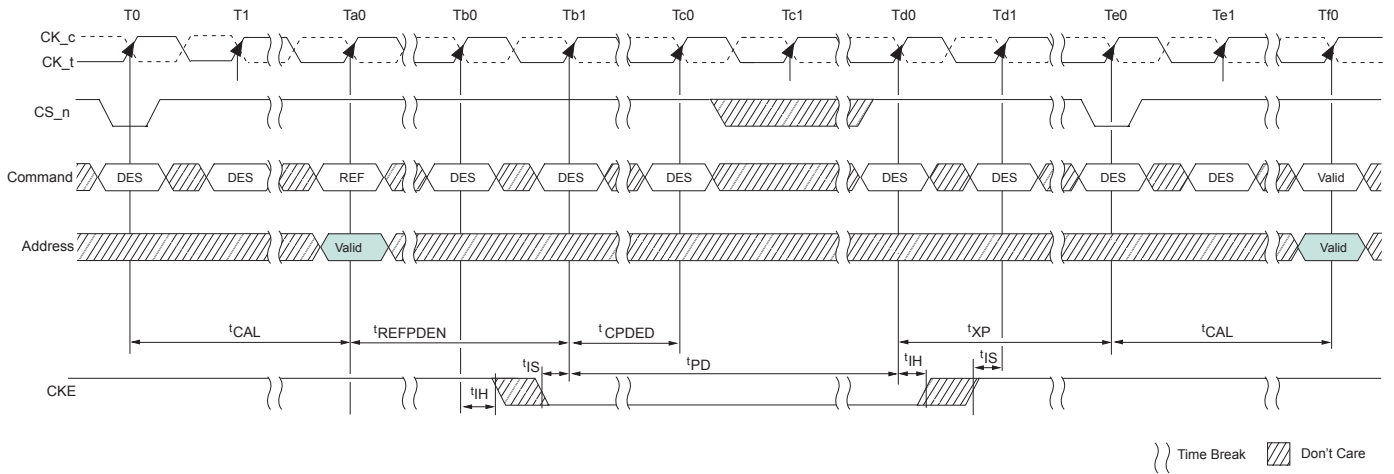 T0 T1 Ta0 Tb0 Tb1 Tc0 Tc1 Td0 Td1 Te0 Te1 Tf0
CK_c
CK_t
CS_n
Command DES DES REF DES DES DES DES DES DES DES Valid
Address Valid Valid
tCAL tREFPDEN tCPDED tXP tCAL
tIS tPD tIH tIS
CKE tIH
Time Break Don't Care